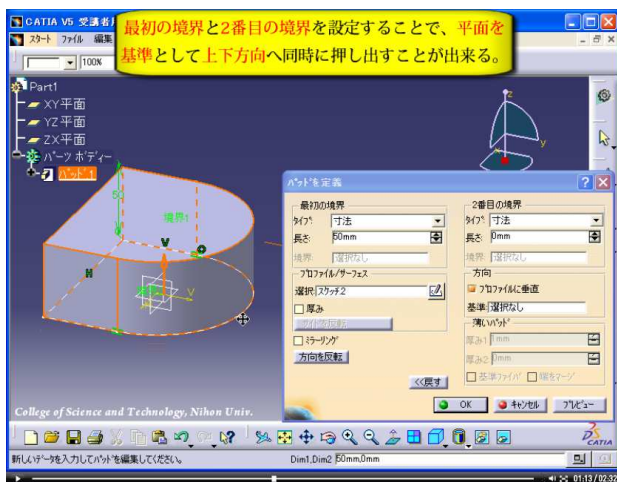 CATIA V5 受講者
最初の境界と2番目の境界を設定することで、平面を
基準として上下方向へ同時に押し出すことが出来る。
スタート ファイル 編集
100%
Part1
XY平面
YZ平面
ZX平面
パーツ ボディー
パッド.1
50
境界1
V
H
V
z
y
パッドを定義
最初の境界
タイプ: 寸法
長さ: 50mm
境界: 選択なし
プロファイル/サーフェス
選択: スケッチ.2
厚み
ミラーリング
方向を反転
2番目の境界
タイプ: 寸法
長さ: 0mm
境界: 選択なし
方向
プロファイルに垂直
基準: 選択なし
薄いパッド
厚み1 1mm
厚み2 0mm
<<戻す
OK キャンセル プレビュー
College of Science and Technology, Nihon Univ.
CATIA
新しいデータを入力してパッドを編集してください。
Dim1,Dim2 50mm,0mm
01:13/02:32